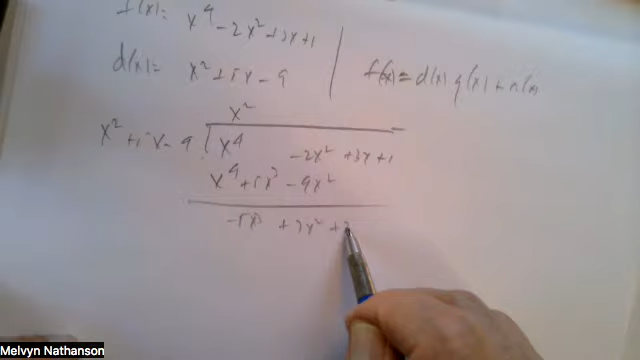 f(x) = x⁴ - 2x² + 3x + 1
d(x) = x² + 5x - 9
f(x) = d(x) q(x) + r(x)
x²
x² + 5x - 9 x⁴ - 2x² + 3x + 1
x⁴ + 5x³ - 9x²
-5x³ + 7x² + 3
Melvyn Nathanson